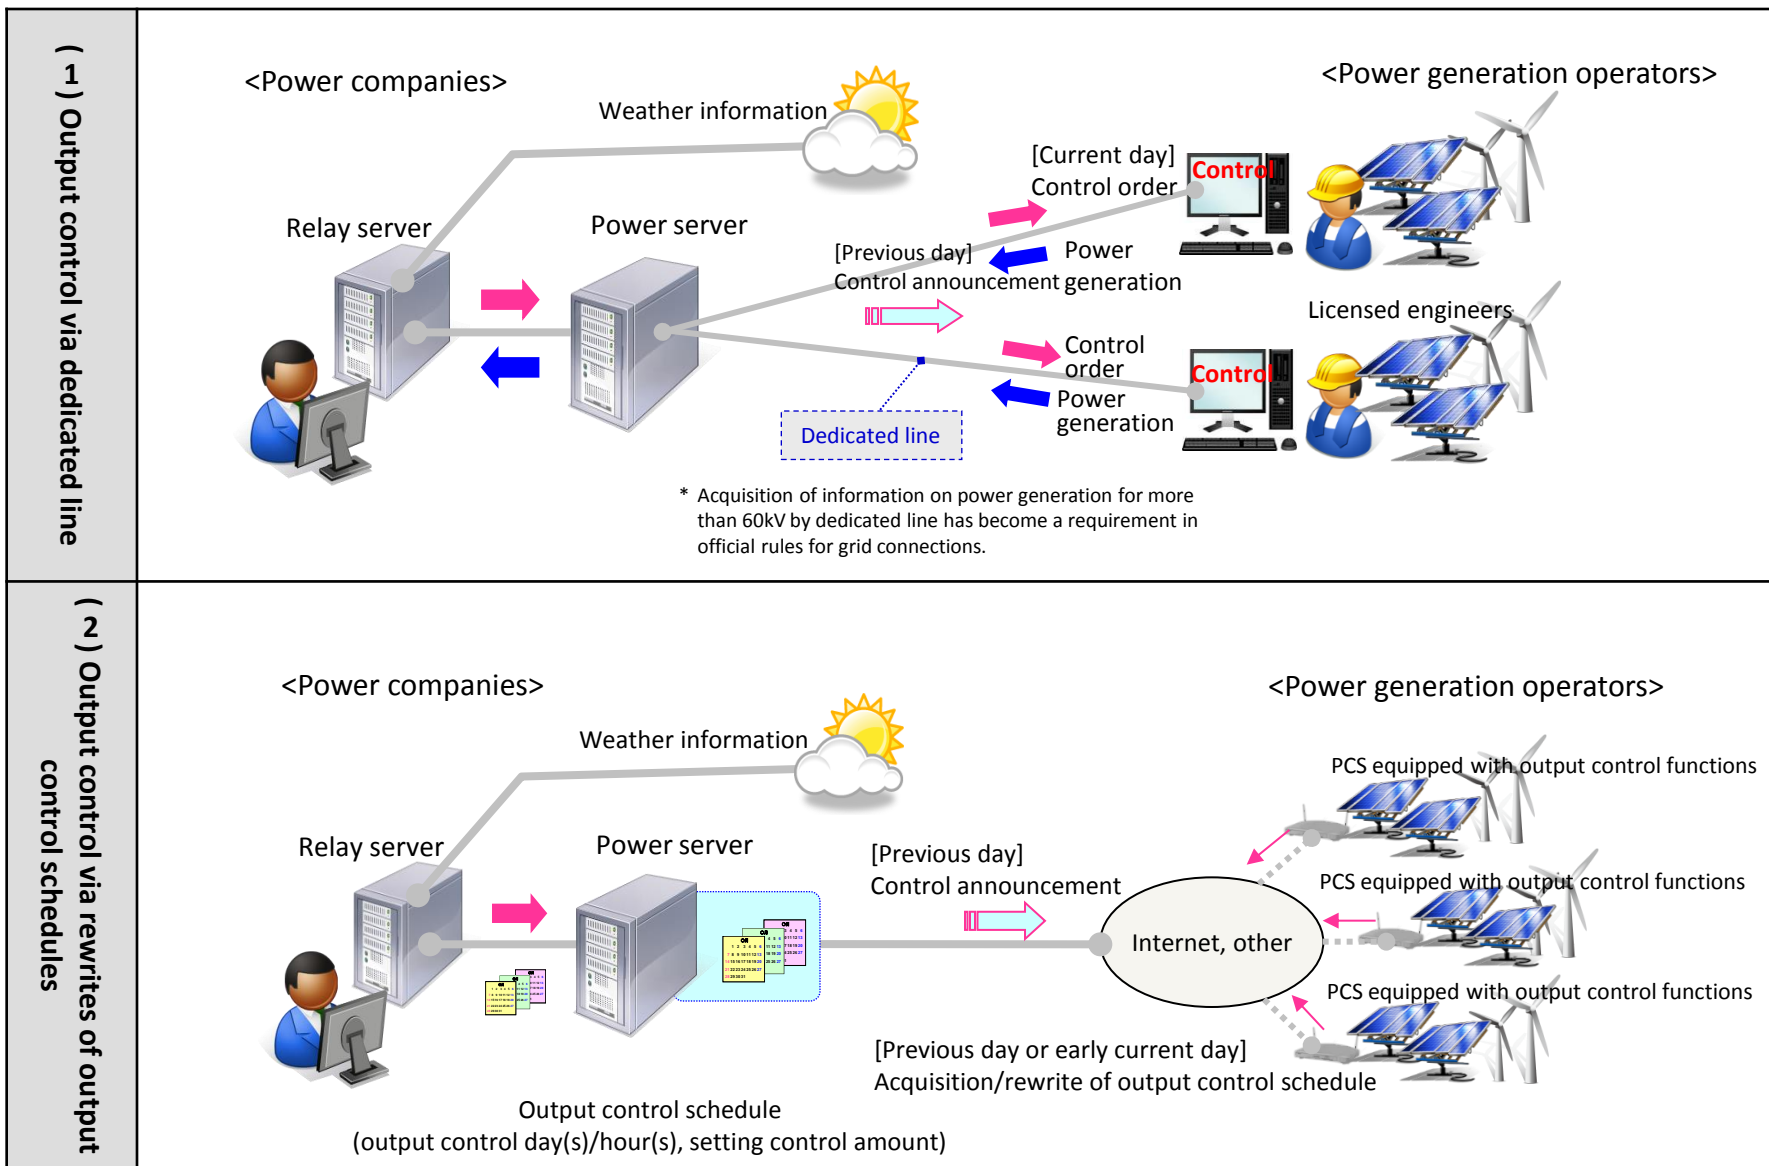 ( 1 ) Output control via dedicated line
<Power companies>
<Power generation operators>
Weather information
[Current day]
Control order
Control
Relay server
Power server
[Previous day]
Control announcement
Power
generation
Licensed engineers
Control
order
Control
Power
generation
Dedicated line
* Acquisition of information on power generation for more
than 60kV by dedicated line has become a requirement in
official rules for grid connections.
( 2 ) Output control via rewrites of output
control schedules
<Power companies>
<Power generation operators>
Weather information
PCS equipped with output control functions
Relay server
Power server
[Previous day]
Control announcement
PCS equipped with output control functions
Internet, other
PCS equipped with output control functions
[Previous day or early current day]
Acquisition/rewrite of output control schedule
Output control schedule
(output control day(s)/hour(s), setting control amount)